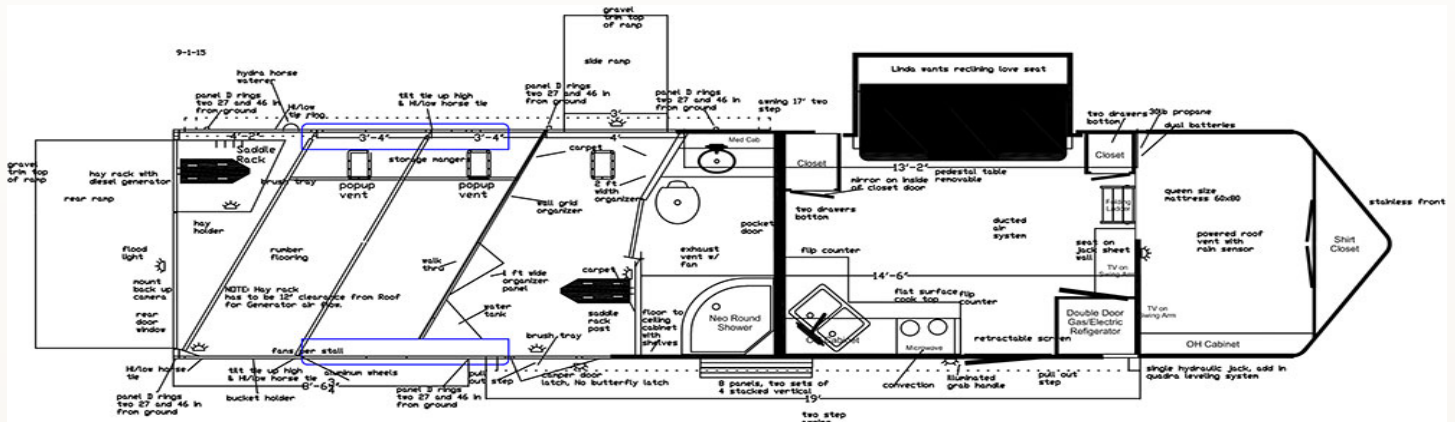 gravel
trim top
of ramp
9-1-15
side ramp
hydra horse
waterer
panel D rings
two 27 and 46 in
from ground
Hi/low
tie ring
tilt tie up high
& Hi/low horse tie
panel D rings
two 27 and 46 in
from ground
panel D rings
two 27 and 46 in
from ground
awning 17' two
step
Linda wants reclining love seat
two drawers
bottom
30lb propane
dual batteries
3'
4'-2"
3'-4"
3'-4"
4'
gravel
trim top
of ramp
Saddle
Rack
hay rack with
diesel generator
rear ramp
brush tray
storage mangers
popup
vent
popup
vent
carpet
2 ft
width
organizer
wall grid
organizer
Med Cab
Closet
13'-2"
pedestal table
removable
mirror on inside
of closet door
two drawers
bottom
Closet
Folding
Ladder
queen size
mattress 60x80
stainless front
hay
holder
flood
light
rumber
flooring
walk
thru
1 ft wide
organizer
panel
pocket
door
exhaust
vent w/
fan
flip counter
ducted
air
system
seat on
jack sheet
wall
TV on
Swing Arm
powered roof
vent with
rain sensor
Shirt
Closet
mount
back up
camera
NOTE: Hay rack
has to be 12" clearance from Roof
for Generator air flow.
carpet
14'-6"
water
tank
saddle
rack
post
floor to
ceiling
cabinet
with
shelves
Neo Round
Shower
flat surface
cook top
flip
counter
Double Door
Gas/Electric
Refigerator
TV on
Swing Arm
rear
door
window
brush tray
OH Cabinet
Microwave
retractable screen
OH Cabinet
fans per stall
Hi/low horse
tie
tilt tie up high
& Hi/low horse tie
aluminum wheels
8'-6 3/4
pull
out step
camper door
latch, No butterfly latch
8 panels, two sets of
4 stacked vertical
convection
illuminated
grab handle
pull out
step
single hydraulic jack, add in
quadra leveling system
panel D rings
two 27 and 46 in
from ground
bucket holder
panel D rings
two 27 and 46 in
from ground
19'
two step